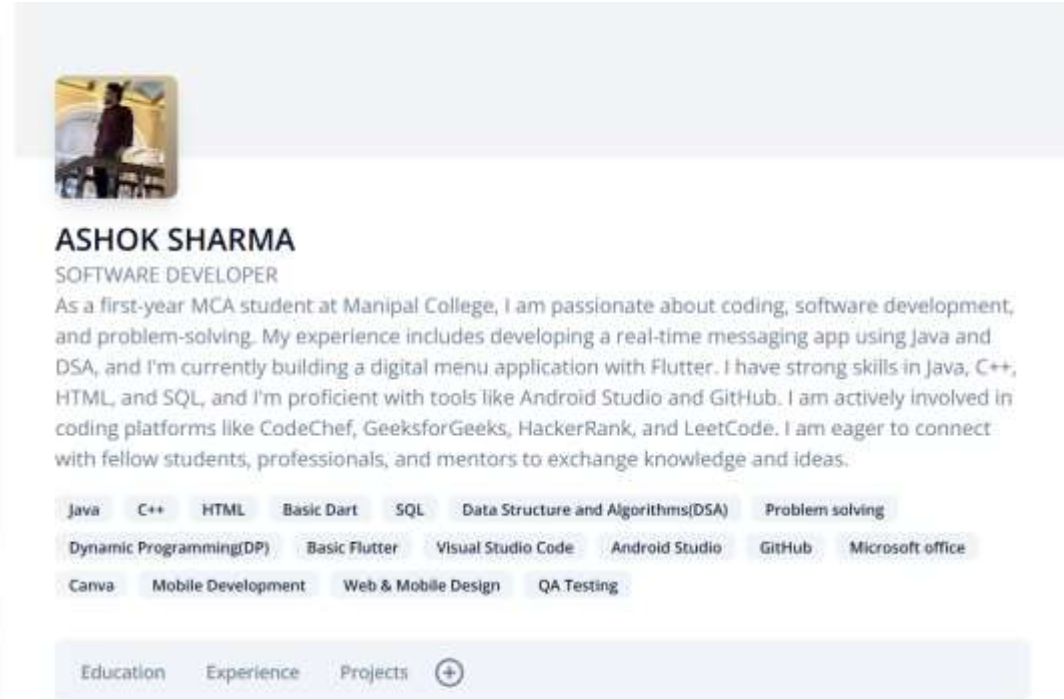 ASHOK SHARMA
SOFTWARE DEVELOPER
As a first-year MCA student at Manipal College, I am passionate about coding, software development,
and problem-solving. My experience includes developing a real-time messaging app using Java and
DSA, and I'm currently building a digital menu application with Flutter. I have strong skills in Java, C++,
HTML, and SQL, and I'm proficient with tools like Android Studio and GitHub. I am actively involved in
coding platforms like CodeChef, GeeksforGeeks, HackerRank, and LeetCode. I am eager to connect
with fellow students, professionals, and mentors to exchange knowledge and ideas.
Java C++ HTML Basic Dart SQL Data Structure and Algorithms(DSA) Problem solving
Dynamic Programming(DP) Basic Flutter Visual Studio Code Android Studio GitHub Microsoft office
Canva Mobile Development Web & Mobile Design QA Testing
Education Experience Projects